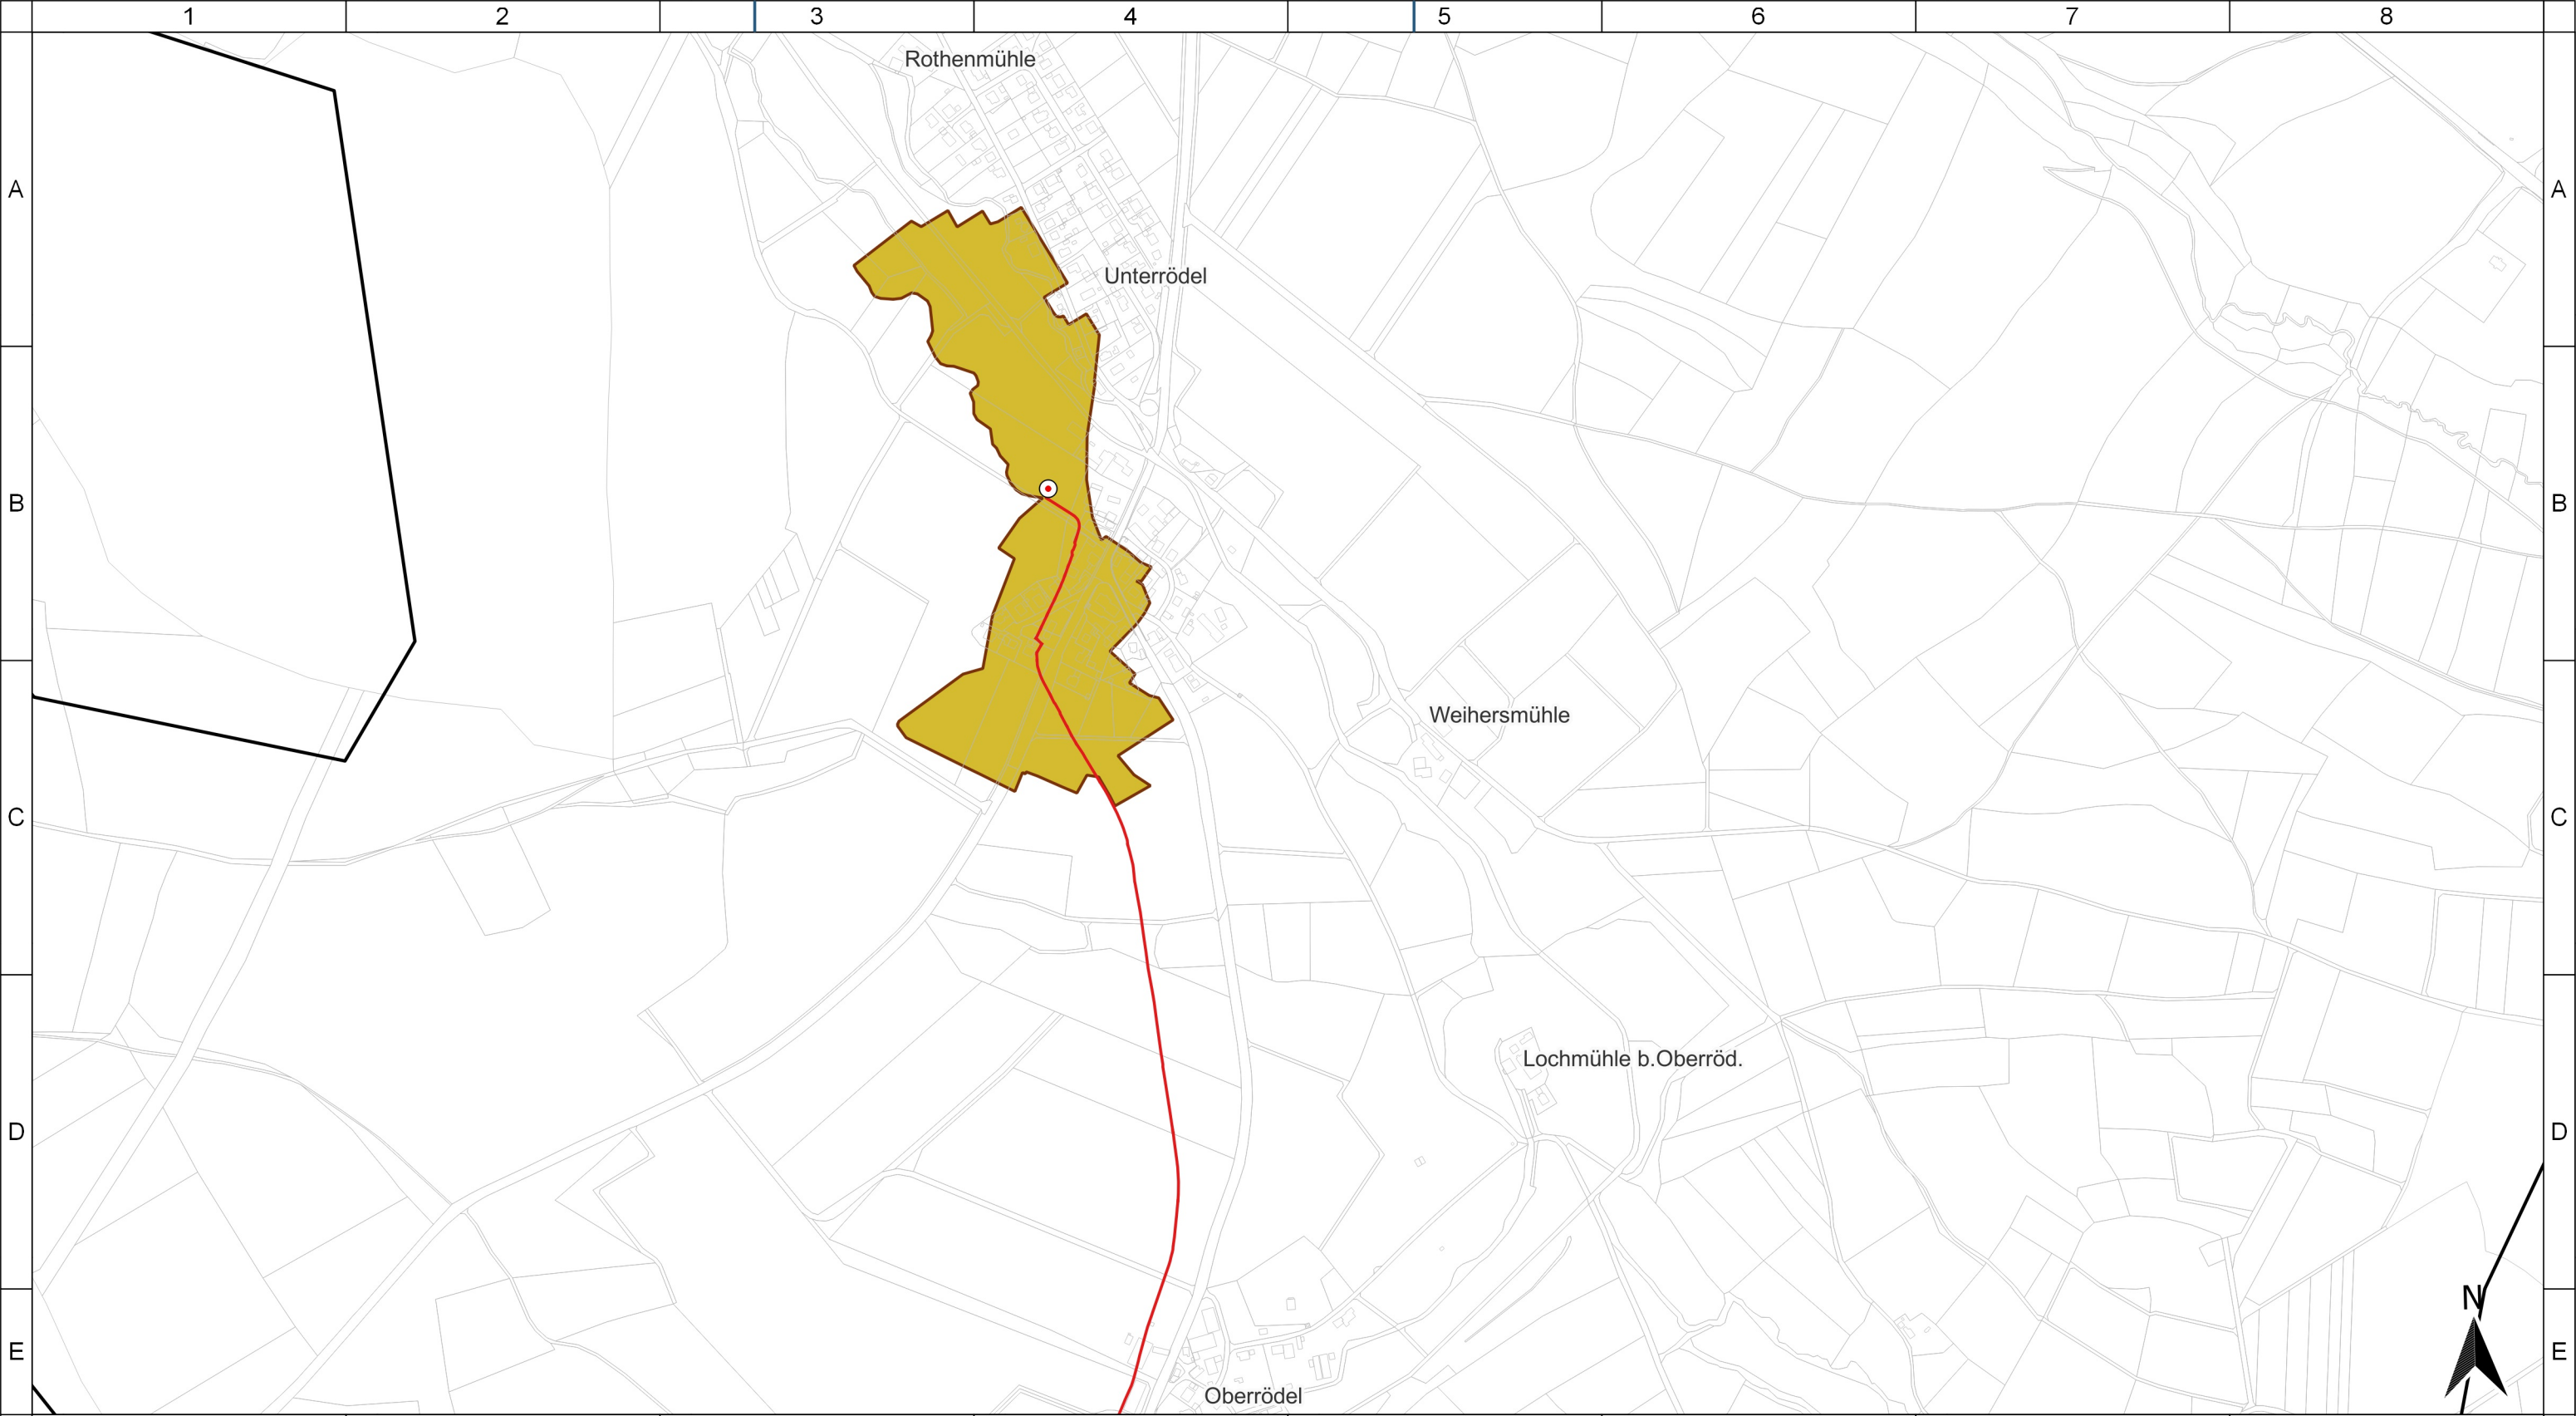 1 2 3 4 5 6 7 8
Rothenmühle
A A
Unterrödel
B B
Weihersmühle
C C
Lochmühle b.Oberröd.
D D
N
E E
Oberrödel